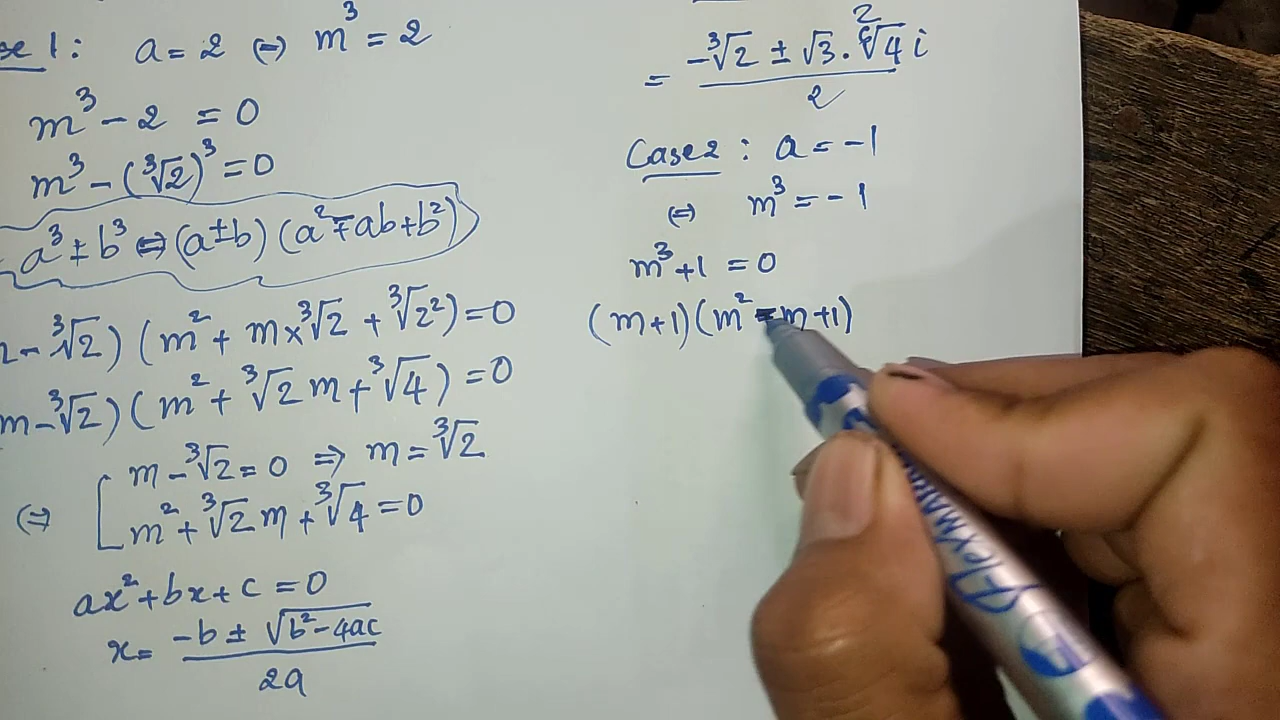 se 1: a = 2 ⇔ m³ = 2
m³ - 2 = 0
m³ - (∛2)³ = 0
a³ ± b³ ⇔ (a ± b) (a² ∓ ab + b²)
- ∛2) (m² + m × ∛2 + ∛2²) = 0
m - ∛2) (m² + ∛2 m + ∛4) = 0
m - ∛2 = 0 ⇒ m = ∛2
⇔ [ m² + ∛2 m + ∛4 = 0
ax² + bx + c = 0
x = (-b ± √(b² - 4ac)) / 2a
= (-∛2 ± √3 . ∛4 i) / 2
Case 2 : a = -1
⇔ m³ = -1
m³ + 1 = 0
(m + 1) (m² - m + 1)
FLEXMAR